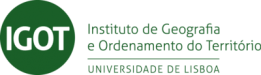 IGOT
Instituto de Geografia
e Ordenamento do Território
UNIVERSIDADE DE LISBOA